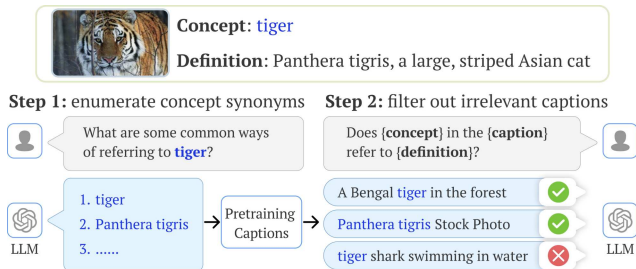 Concept: tiger
Definition: Panthera tigris, a large, striped Asian cat
Step 1: enumerate concept synonyms
What are some common ways
of referring to tiger?
LLM
1. tiger
2. Panthera tigris
3. ......
Pretraining
Captions
Step 2: filter out irrelevant captions
Does {concept} in the {caption}
refer to {definition}?
A Bengal tiger in the forest
Panthera tigris Stock Photo
tiger shark swimming in water
LLM